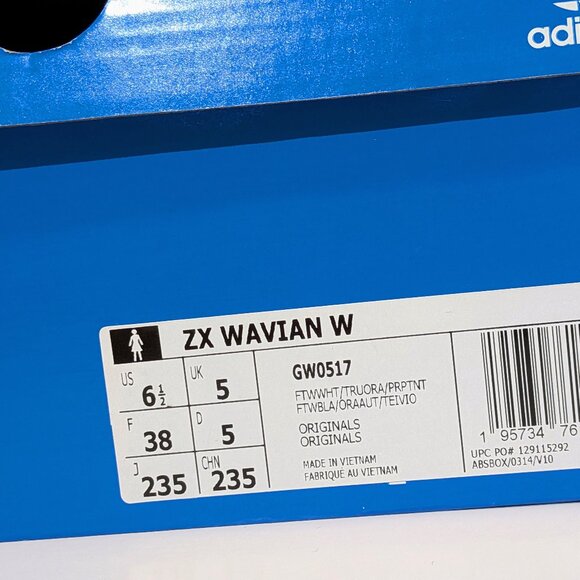 adi
ZX WAVIAN W
US 6½ UK 5
F 38 D 5
J 235 CHN 235
GW0517
FTWWHT/TRUORA/PRPTNT
FTWBLA/ORAAUT/TEIVIO
ORIGINALS
ORIGINALS
MADE IN VIETNAM
FABRIQUE AU VIETNAM
1 95734 76
UPC PO# 129115292
ABSBOX/0314/V10